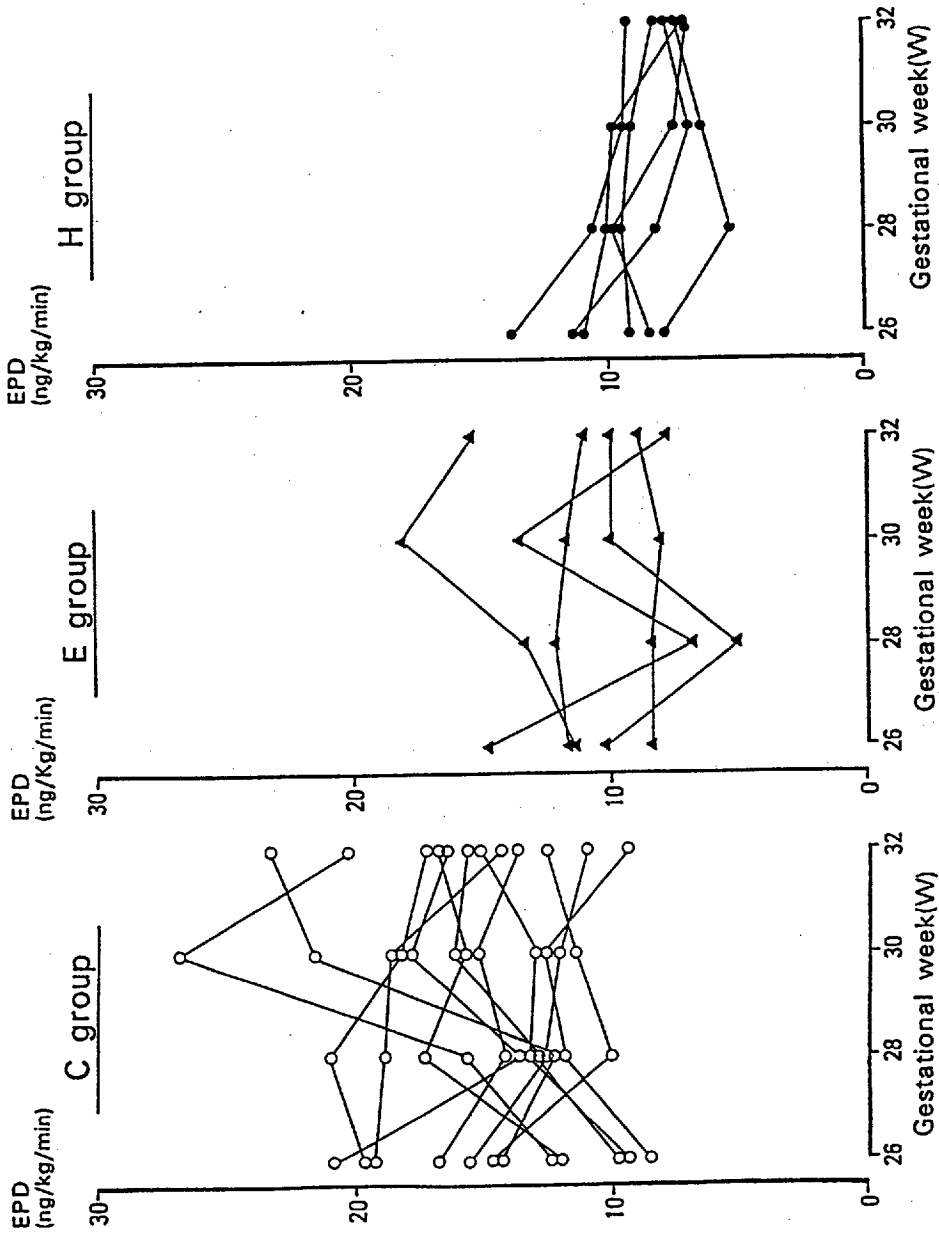 EPD
(ng/kg/min)
C group
30
20
10
0
26
28
30
32
Gestational week(W)
EPD
(ng/Kg/min)
E group
30
20
10
0
26
28
30
32
Gestational week(W)
EPD
(ng/kg/min)
H group
30
20
10
0
26
28
30
32
Gestational week(W)